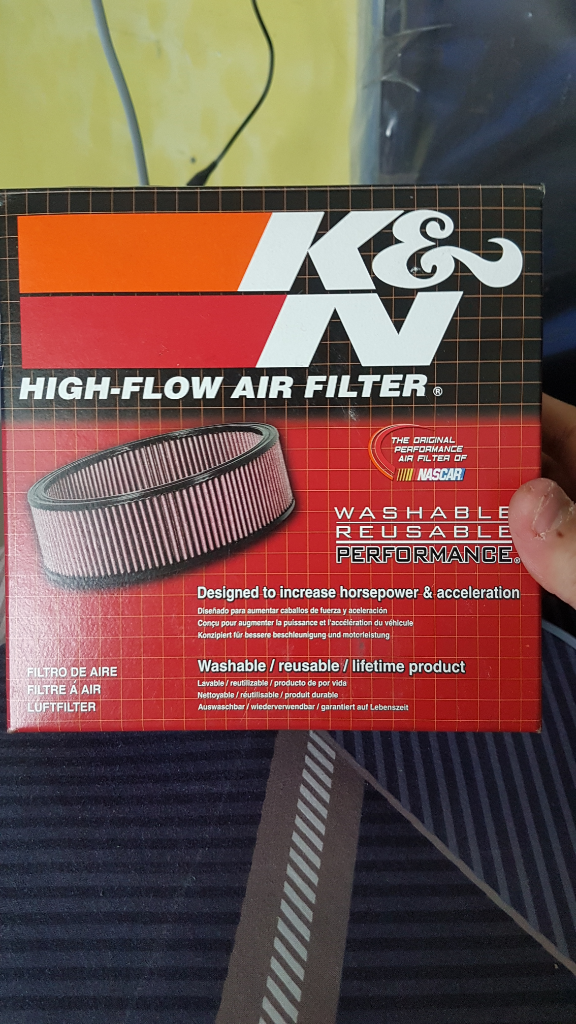 K&N
HIGH-FLOW AIR FILTER®
THE ORIGINAL
PERFORMANCE
AIR FILTER OF
NASCAR
WASHABLE
REUSABLE
PERFORMANCE®
Designed to increase horsepower & acceleration
Diseñado para aumentar caballos de fuerza y aceleración
Conçu pour augmenter la puissance et l'accélération du véhicule
Konzipiert für bessere beschleunigung und motorleistung
Washable / reusable / lifetime product
Lavable / reutilizable / producto de por vida
Nettoyable / réutilisable / produit durable
Auswaschbar / wiederverwendbar / garantiert auf Lebenszeit
FILTRO DE AIRE
FILTRE À AIR
LUFTFILTER